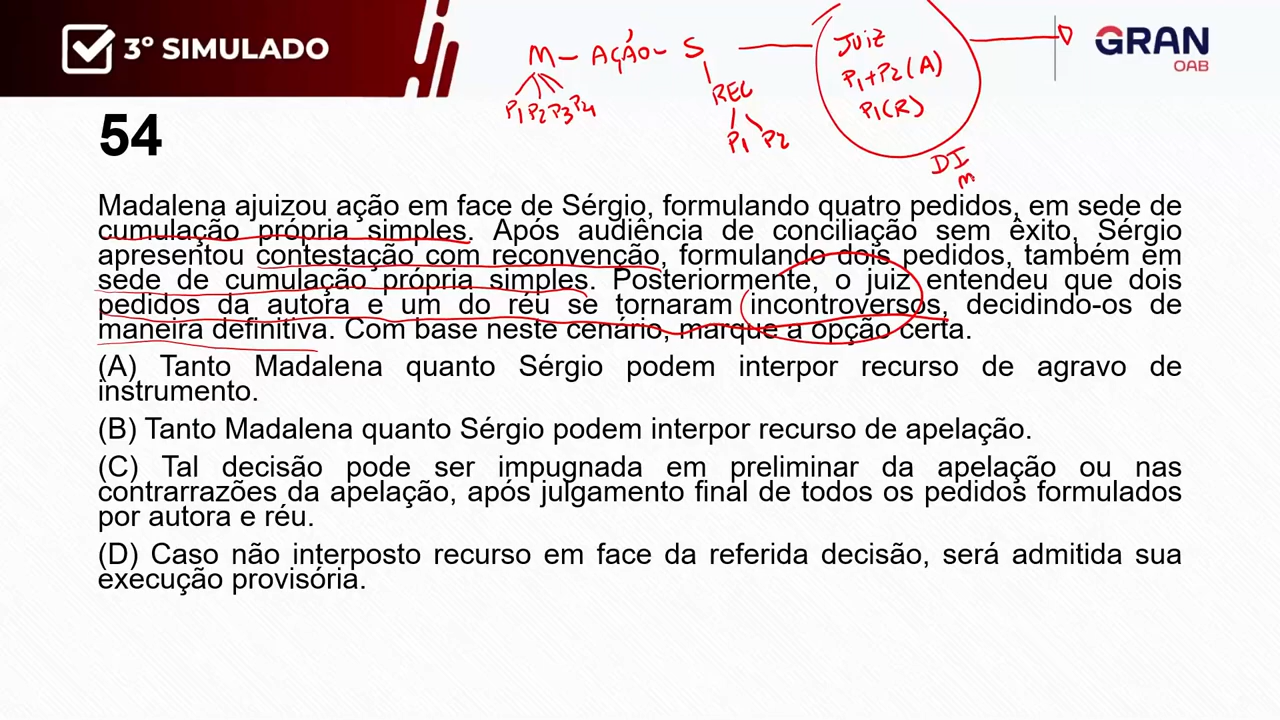 3º SIMULADO
GRAN
OAB
M - AÇÃO - S
P1 P2 P3 P4
REC
P1 P2
JUIZ
P1+P2 (A)
P1(R)
DI
M
54
Madalena ajuizou ação em face de Sérgio, formulando quatro pedidos, em sede de
cumulação própria simples. Após audiência de conciliação sem êxito, Sérgio
apresentou contestação com reconvenção, formulando dois pedidos, também em
sede de cumulação própria simples. Posteriormente, o juiz entendeu que dois
pedidos da autora e um do réu se tornaram incontroversos, decidindo-os de
maneira definitiva. Com base neste cenário, marque a opção certa.
(A) Tanto Madalena quanto Sérgio podem interpor recurso de agravo de
instrumento.
(B) Tanto Madalena quanto Sérgio podem interpor recurso de apelação.
(C) Tal decisão pode ser impugnada em preliminar da apelação ou nas
contrarrazões da apelação, após julgamento final de todos os pedidos formulados
por autora e réu.
(D) Caso não interposto recurso em face da referida decisão, será admitida sua
execução provisória.